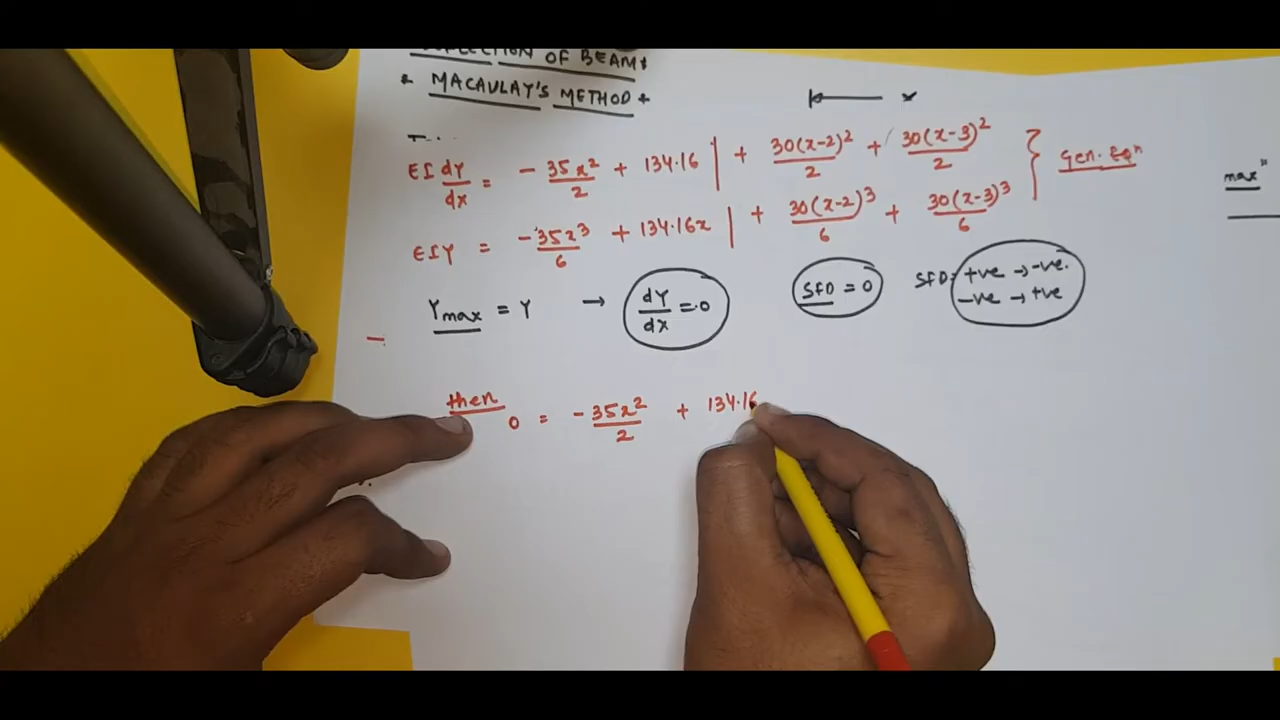 OF BEAM
* MACAULAY'S METHOD *
x
EI dy/dx = - 35x²/2 + 134.16 | + 30(x-2)²/2 + 30(x-3)²/2 } Gen. Eqⁿ
maxᵐ
EIY = - 35x³/6 + 134.16x | + 30(x-2)³/6 + 30(x-3)³/6
Ymax = Y → dy/dx = 0 SFD = 0 SFD = +ve → -ve.
-ve → +ve
then
0 = - 35x²/2 + 134.16